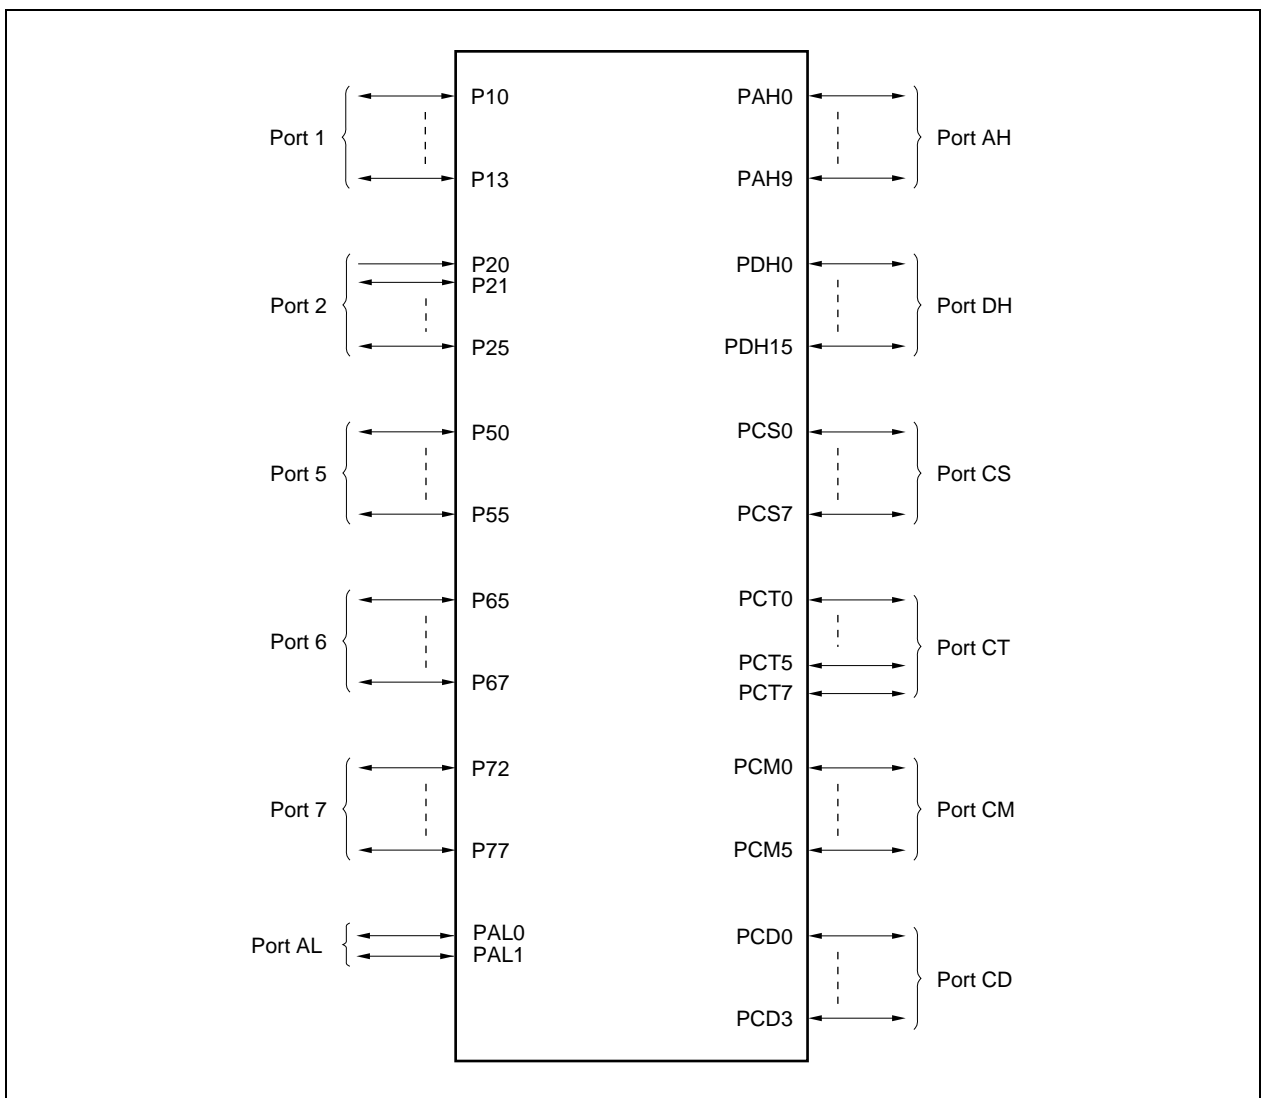 Port 1
P10
P13
Port 2
P20
P21
P25
Port 5
P50
P55
Port 6
P65
P67
Port 7
P72
P77
Port AL
PAL0
PAL1
PAH0
PAH9
Port AH
PDH0
PDH15
Port DH
PCS0
PCS7
Port CS
PCT0
PCT5
PCT7
Port CT
PCM0
PCM5
Port CM
PCD0
PCD3
Port CD